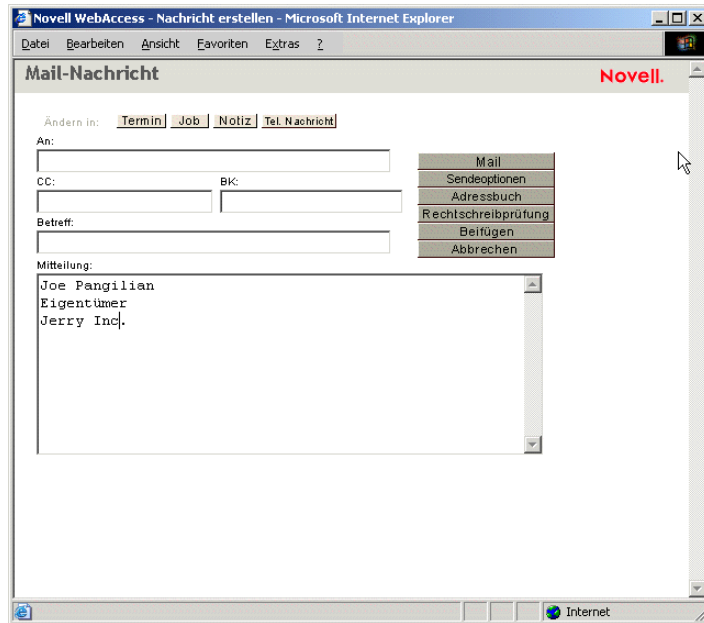 Novell WebAccess - Nachricht erstellen - Microsoft Internet Explorer
Datei Bearbeiten Ansicht Favoriten Extras ?
Mail-Nachricht
Novell.
Ändern in: Termin Job Notiz Tel. Nachricht
An:
Mail
CC: BK:
Sendeoptionen
Adressbuch
Rechtschreibprüfung
Betreff:
Beifügen
Abbrechen
Mitteilung:
Joe Pangilian
Eigentümer
Jerry Inc.
Internet